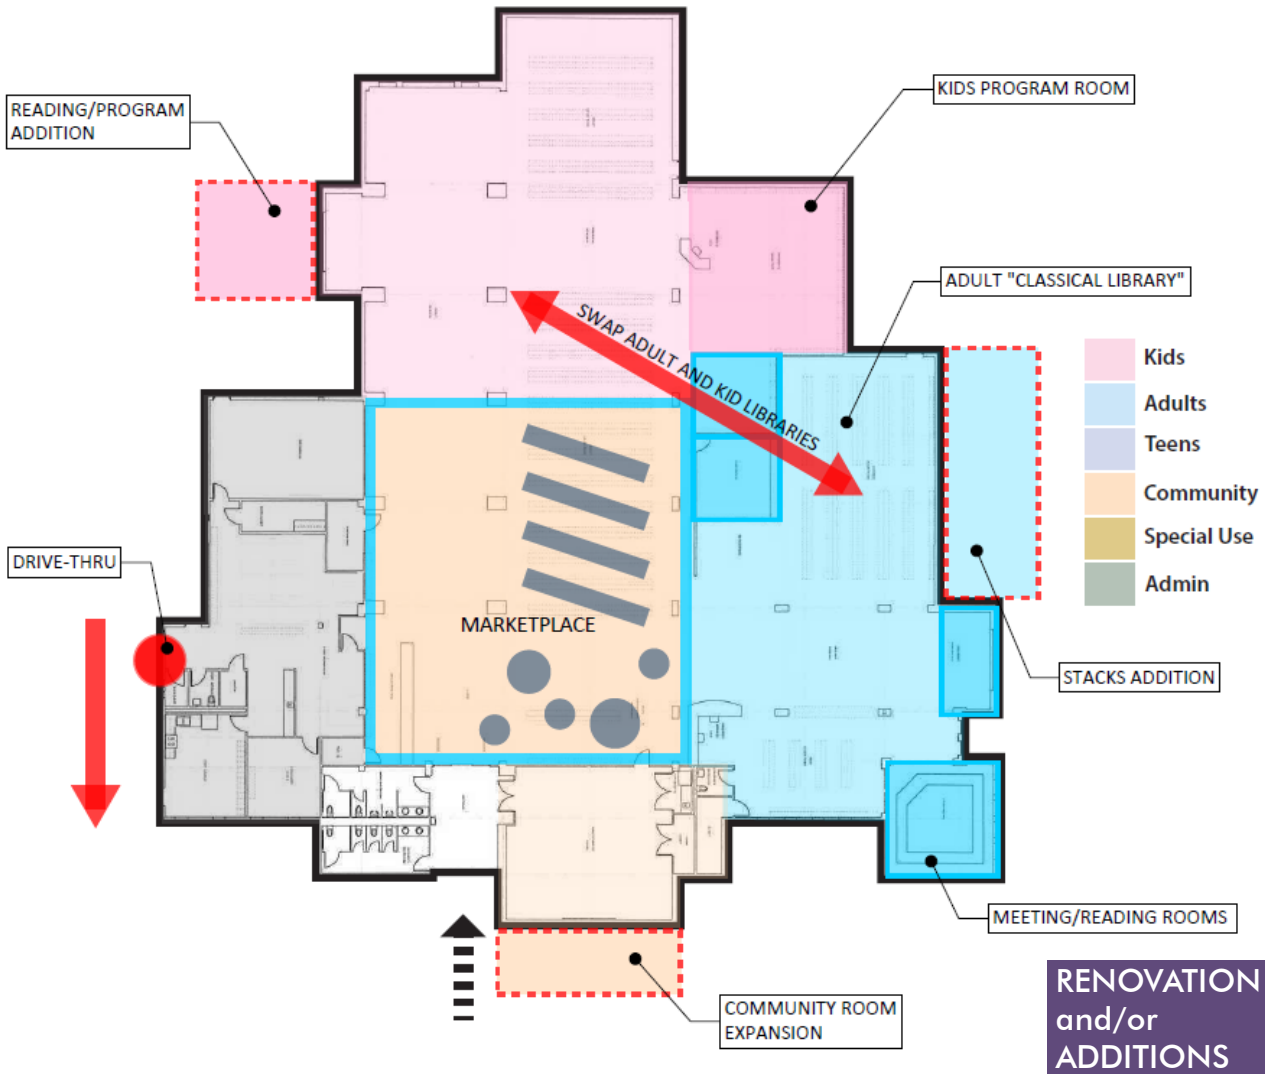 READING/PROGRAM
ADDITION
KIDS PROGRAM ROOM
ADULT "CLASSICAL LIBRARY"
SWAP ADULT AND KID LIBRARIES
Kids
Adults
Teens
Community
Special Use
Admin
DRIVE-THRU
MARKETPLACE
STACKS ADDITION
MEETING/READING ROOMS
COMMUNITY ROOM
EXPANSION
RENOVATION
and/or
ADDITIONS